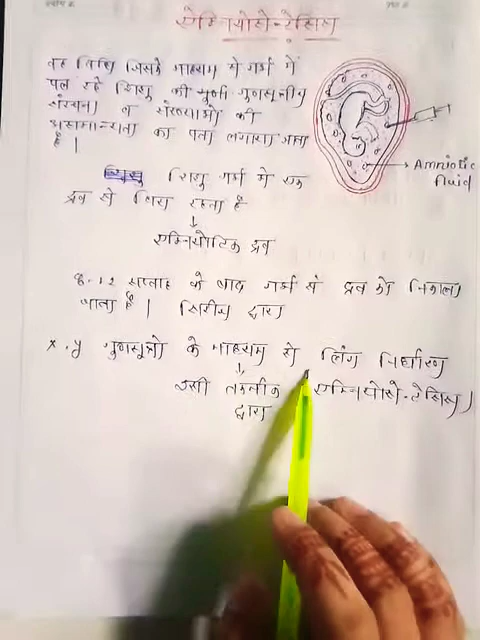 एम्नियोसे-न्टेसिस
वह विधि जिसके माध्यम से गर्भ में
पल रहे शिशु की गुणसूत्रीय
संरचना व संख्याओं की
असामान्यता का पता लगाया जाता
है।
शिशु गर्भ में एक
द्रव से घिरा रहता है
↓
एम्नियोटिक द्रव
Amniotic
fluid
8-12 सप्ताह के बाद गर्भ से द्रव को निकाला
जाता है। सिरिंज द्वारा
x, y गुणसूत्रो के माध्यम से लिंग निर्धारण
↓
इसी तकनीक एम्नियोसे-न्टेसिस)
द्वारा